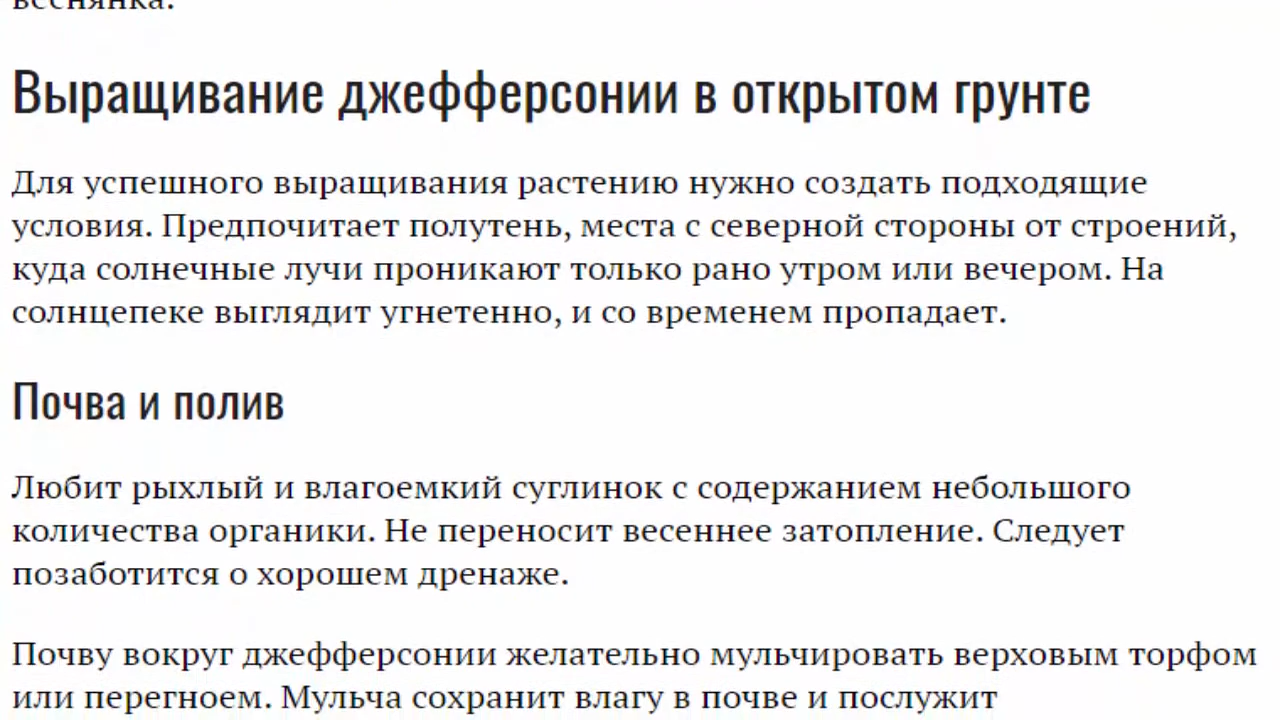 веснянка.
Выращивание джефферсонии в открытом грунте
Для успешного выращивания растению нужно создать подходящие
условия. Предпочитает полутень, места с северной стороны от строений,
куда солнечные лучи проникают только рано утром или вечером. На
солнцепеке выглядит угнетенно, и со временем пропадает.
Почва и полив
Любит рыхлый и влагоемкий суглинок с содержанием небольшого
количества органики. Не переносит весеннее затопление. Следует
позаботится о хорошем дренаже.
Почву вокруг джефферсонии желательно мульчировать верховым торфом
или перегноем. Мульча сохранит влагу в почве и послужит